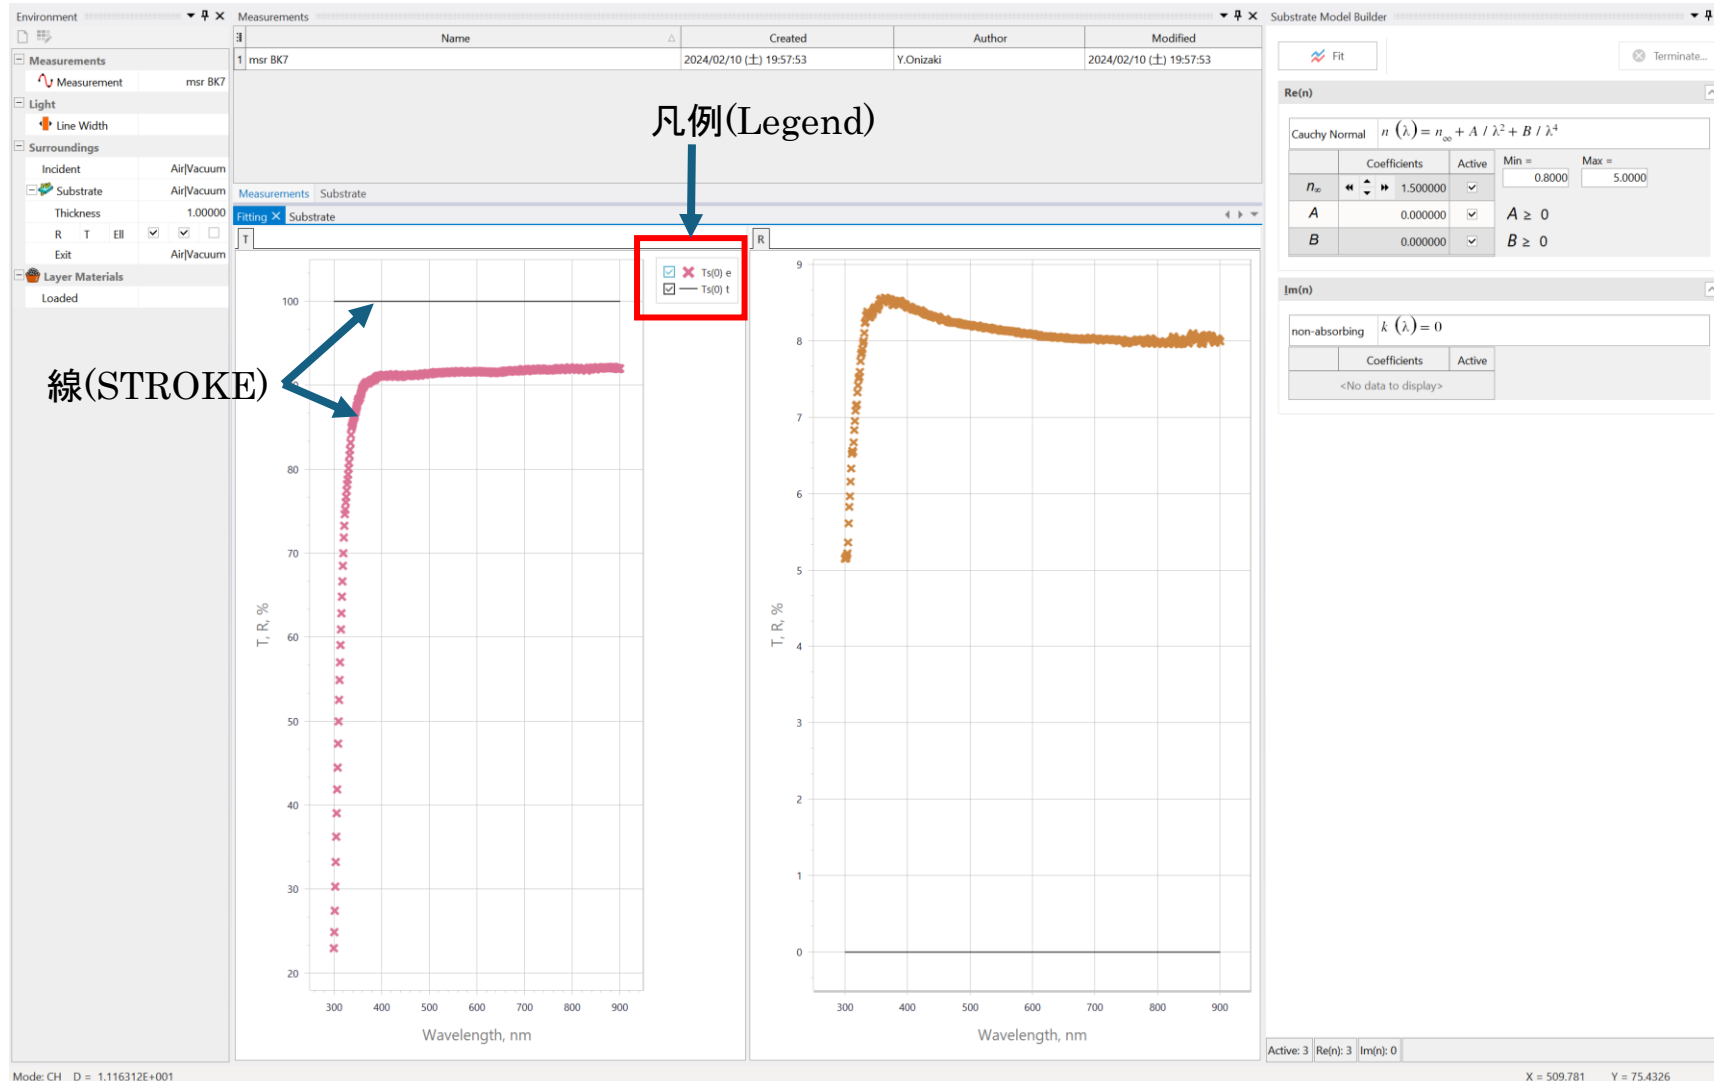 Environment
Measurements
Measurement msr BK7
Light
Line Width
Surroundings
Incident Air|Vacuum
Substrate Air|Vacuum
Thickness 1.00000
R T Ell
Exit Air|Vacuum
Layer Materials
Loaded
Measurements
Name Created Author Modified
1 msr BK7 2024/02/10 (土) 19:57:53 Y.Onizaki 2024/02/10 (土) 19:57:53
凡例(Legend)
Measurements Substrate
Fitting Substrate
T
Ts(0) e
Ts(0) t
線(STROKE)
100
80
70
60
50
40
30
20
T, R, %
300 400 500 600 700 800 900
Wavelength, nm
R
9
8
7
6
5
4
3
2
1
0
T, R, %
300 400 500 600 700 800 900
Wavelength, nm
Substrate Model Builder
Fit Terminate...
Re(n)
Cauchy Normal n (λ) = n∞ + A / λ² + B / λ⁴
Coefficients Active Min = Max =
n∞ 1.500000 0.8000 5.0000
A 0.000000 A ≥ 0
B 0.000000 B ≥ 0
Im(n)
non-absorbing k (λ) = 0
Coefficients Active
<No data to display>
Active: 3 Re(n): 3 Im(n): 0
Mode: CH D = 1.116312E+001 X = 509.781 Y = 75.4326